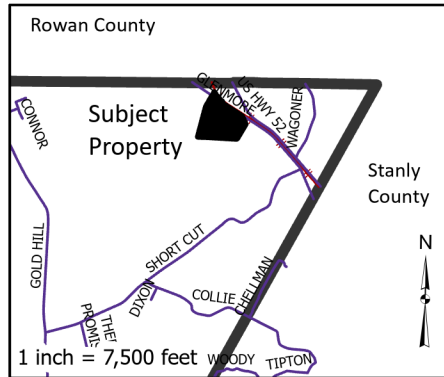 Rowan County
GLENMORE
US HWY 52
WAGONER
CONNOR
Subject
Property
Stanly
County
N
GOLD HILL
SHORT CUT
DIXON
COLLIE
CHELLMAN
THE
PROMIS
1 inch = 7,500 feet
WOODY
TIPTON